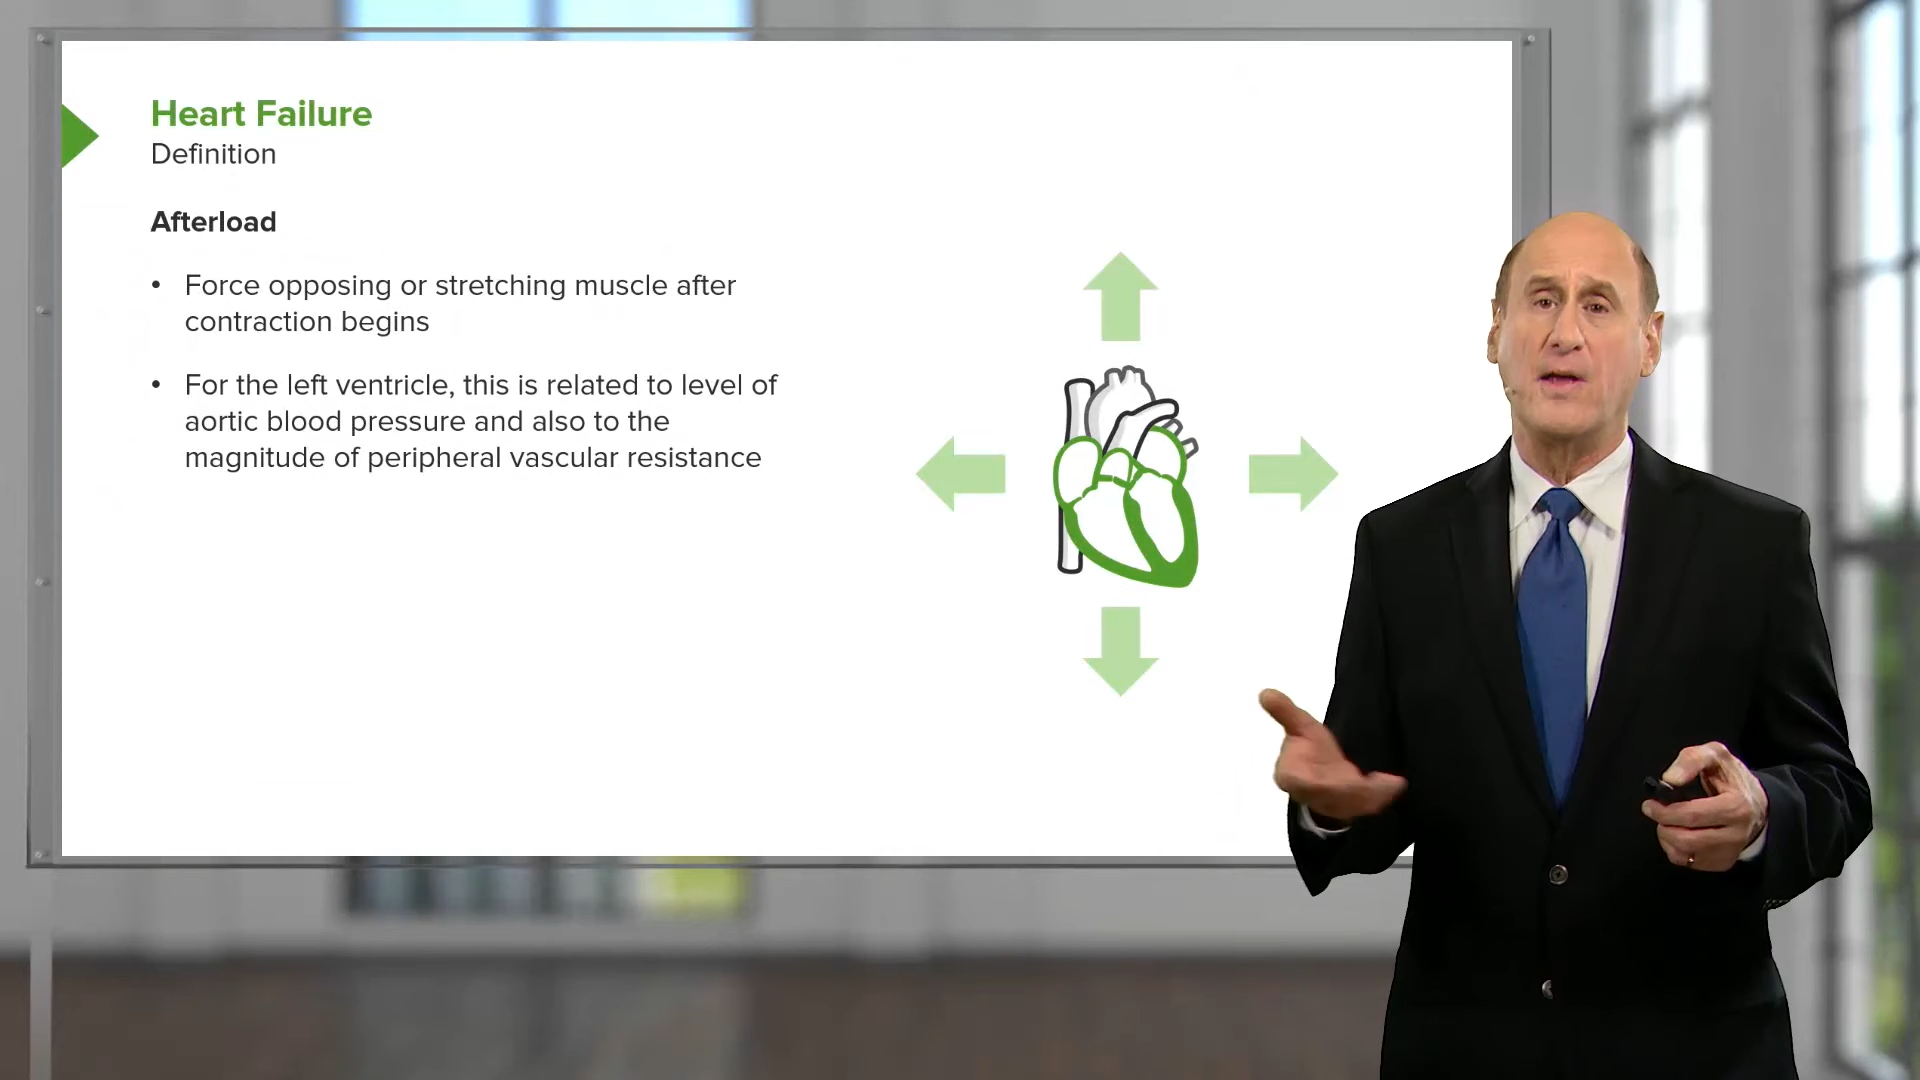 Heart Failure
Definition
Afterload
• Force opposing or stretching muscle after
contraction begins
• For the left ventricle, this is related to level of
aortic blood pressure and also to the
magnitude of peripheral vascular resistance